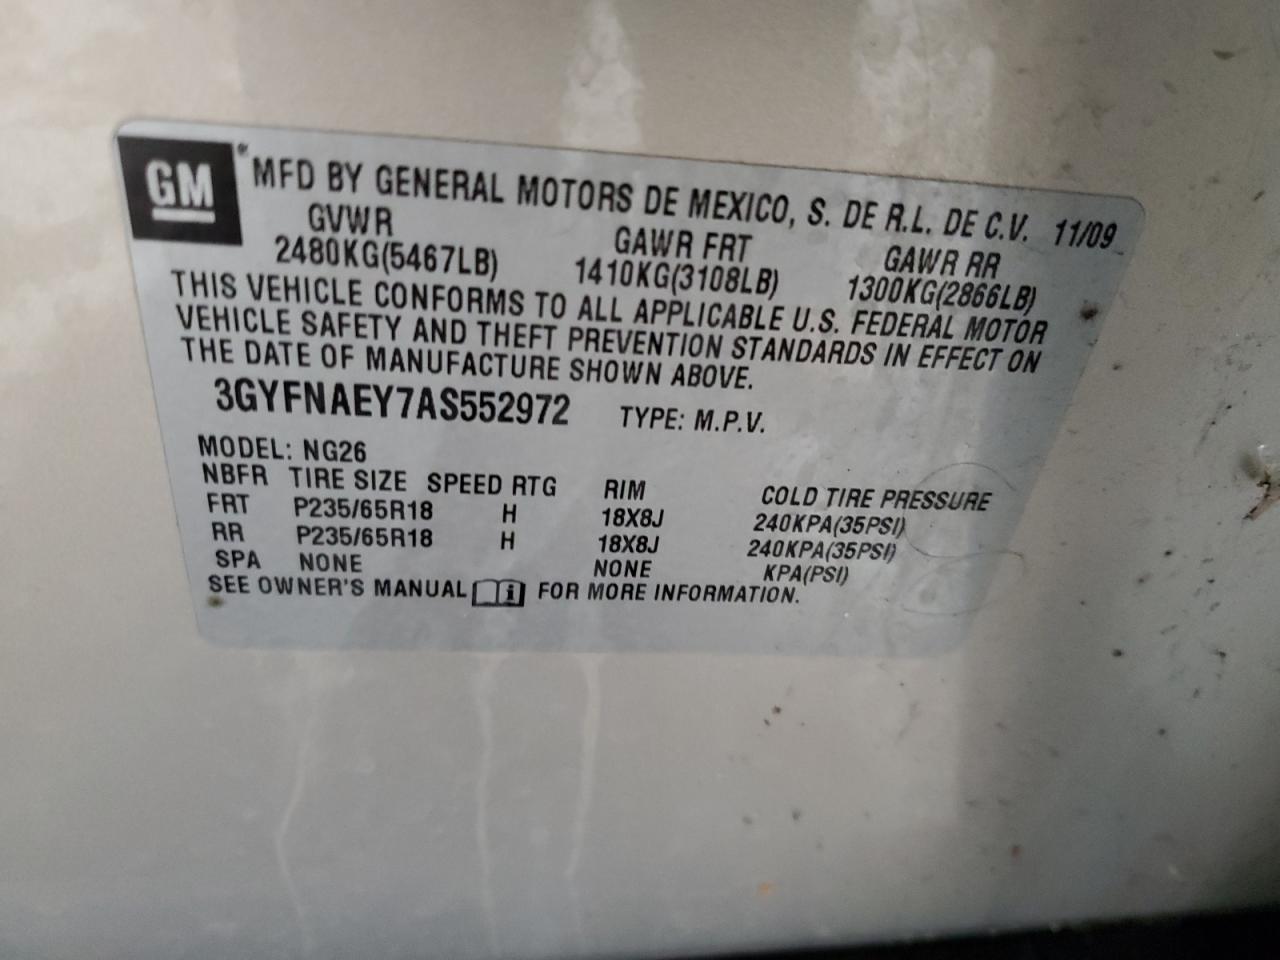 GM® MFD BY GENERAL MOTORS DE MEXICO, S. DE R.L. DE C.V. 11/09
GVWR GAWR FRT GAWR RR
2480KG(5467LB) 1410KG(3108LB) 1300KG(2866LB)
THIS VEHICLE CONFORMS TO ALL APPLICABLE U.S. FEDERAL MOTOR
VEHICLE SAFETY AND THEFT PREVENTION STANDARDS IN EFFECT ON
THE DATE OF MANUFACTURE SHOWN ABOVE.
3GYFNAEY7AS552972 TYPE: M.P.V.
MODEL: NG26
NBFR TIRE SIZE SPEED RTG RIM COLD TIRE PRESSURE
FRT P235/65R18 H 18X8J 240KPA(35PSI)
RR P235/65R18 H 18X8J 240KPA(35PSI)
SPA NONE NONE KPA(PSI)
SEE OWNER'S MANUAL i FOR MORE INFORMATION.